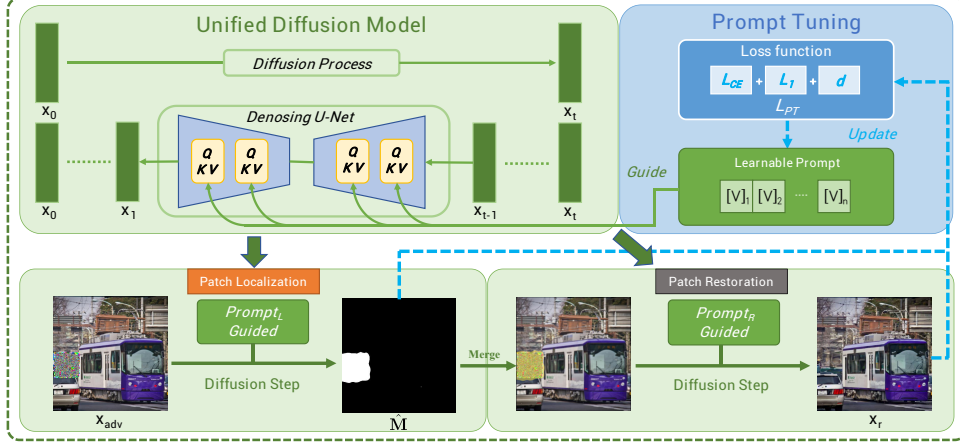 Unified Diffusion Model
Prompt Tuning
x0
Diffusion Process
xt
Loss function
LCE + L1 + d
LPT
Update
Denosing U-Net
Q
KV
Q
KV
Q
KV
Q
KV
x0
x1
xt-1
xt
Guide
Learnable Prompt
[V]1 [V]2 .... [V]n
Patch Localization
Patch Restoration
PromptL
Guided
Diffusion Step
xadv
M̂
Merge
PromptR
Guided
Diffusion Step
xr